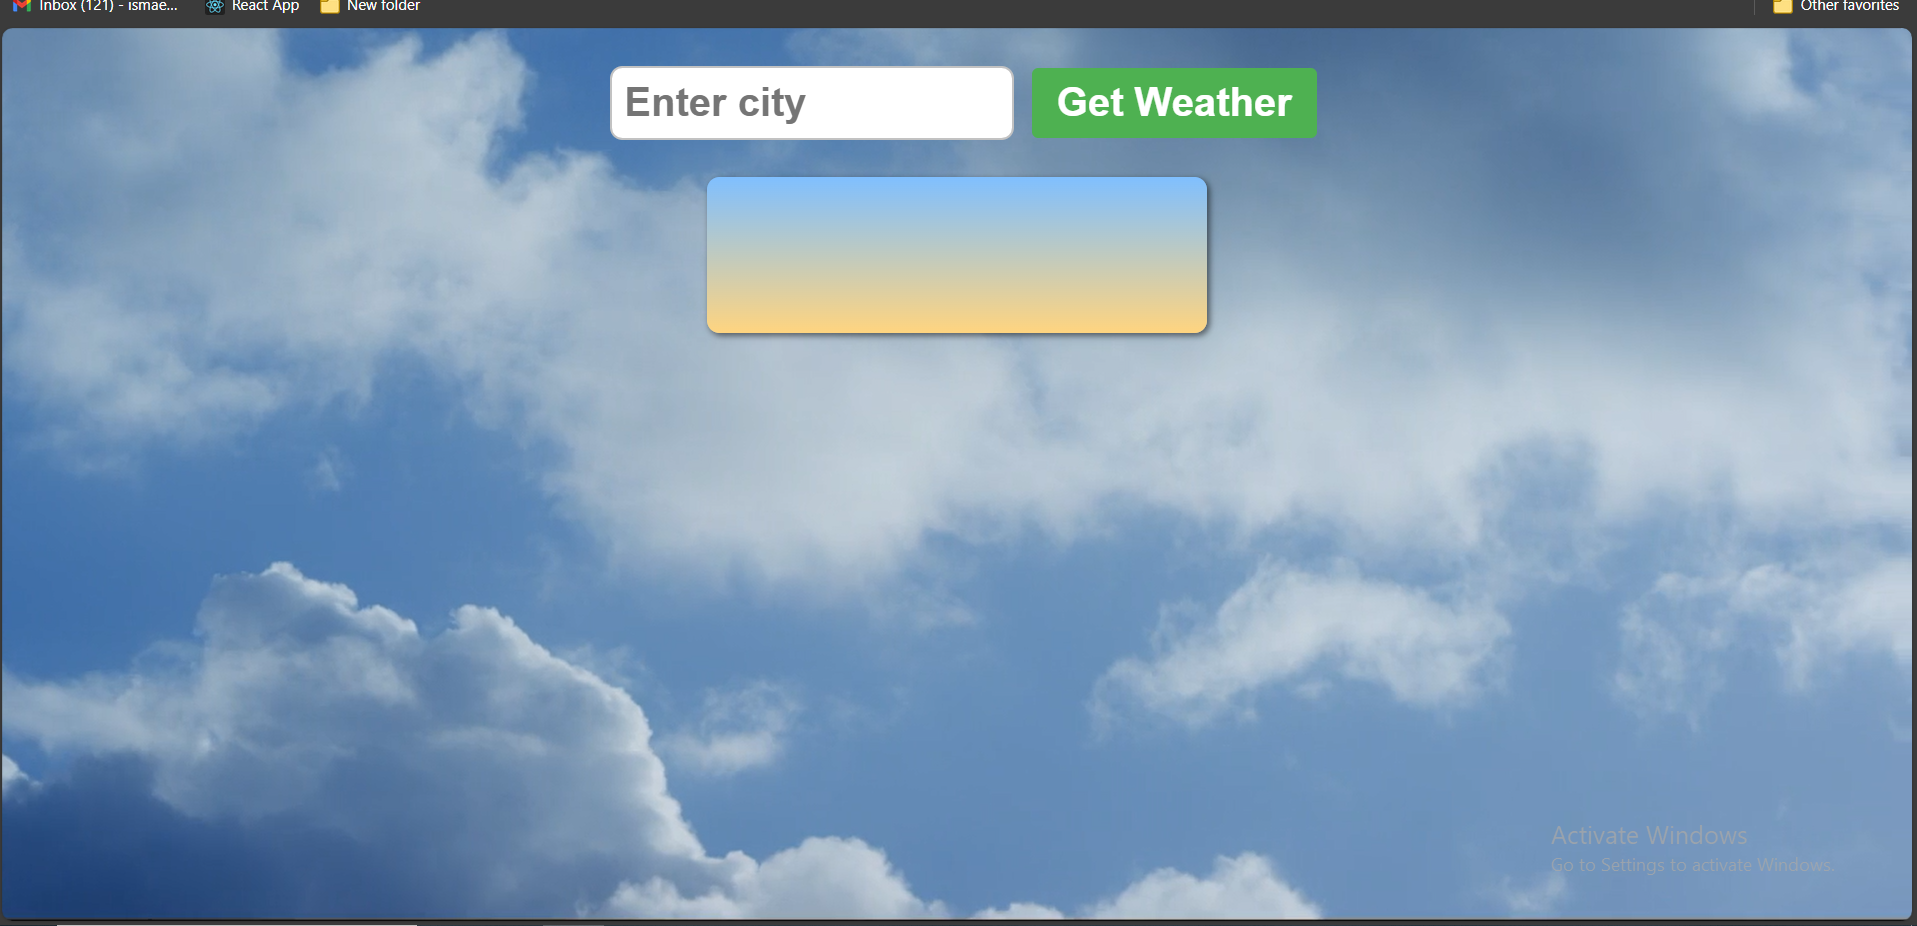 Inbox (121) - ismae... React App New folder Other favorites
Enter city Get Weather
Activate Windows
Go to Settings to activate Windows.